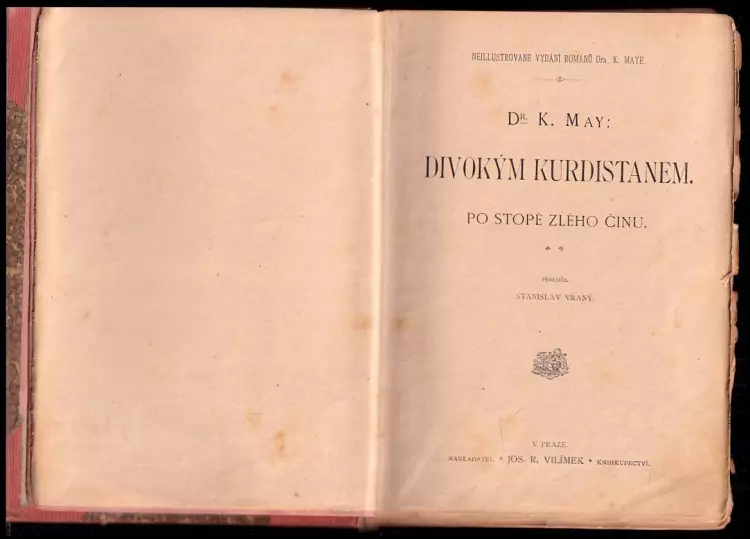 NEILLUSTROVANÉ VYDÁNÍ ROMÁNŮ DRA. K. MAYE.
DR. K. MAY:
DIVOKÝM KURDISTANEM.
PO STOPĚ ZLÉHO ČINU.
PŘELOŽIL
STANISLAV VRANÝ.
V PRAZE.
NAKLADATEL • JOS. R. VILÍMEK • KNIHKUPECTVÍ.